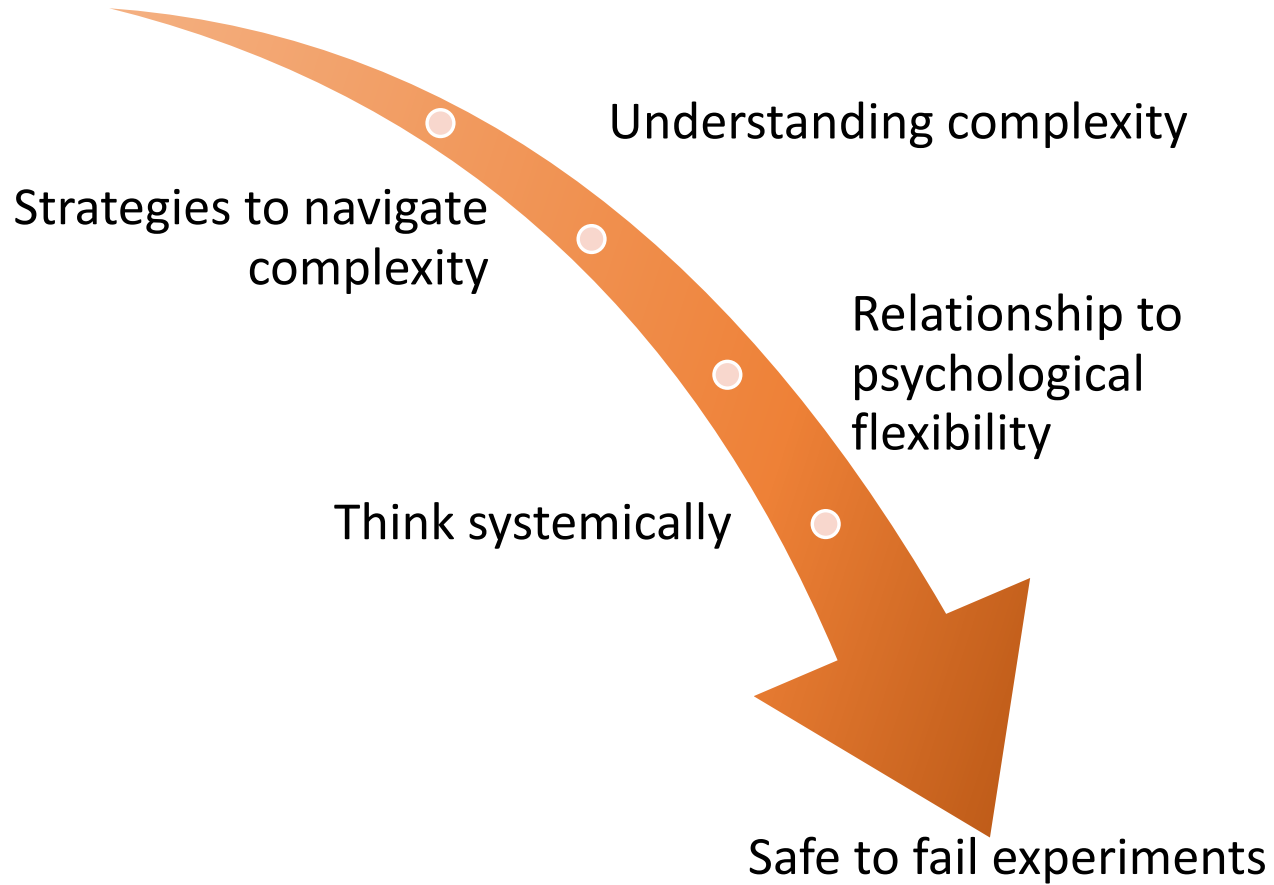 Understanding complexity
Strategies to navigate
complexity
Relationship to
psychological
flexibility
Think systemically
Safe to fail experiments